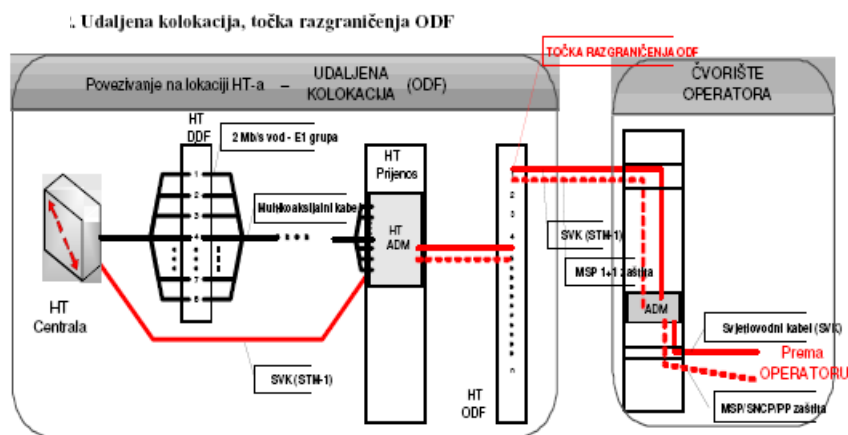 . Udaljena kolokacija, točka razgraničenja ODF
TOČKA RAZGRANIČENJA ODF
Povezivanje na lokaciji HT-a – UDALJENA KOLOKACIJA (ODF)
ČVORIŠTE
OPERATORA
HT
DDF
2 Mb/s vod - E1 grupa
HT
Prijenos
1
2
3
4
7
8
Multikoaksijalni kabel
HT
ADM
1
2
3
4
n
SVK (STM-1)
MSP 1+1 zaštita
ADM
HT
Centrala
Svjetlovodni kabel (SVK)
Prema
OPERATORU
SVK (STM-1)
HT
ODF
MSP/SNCP/PP zaštita